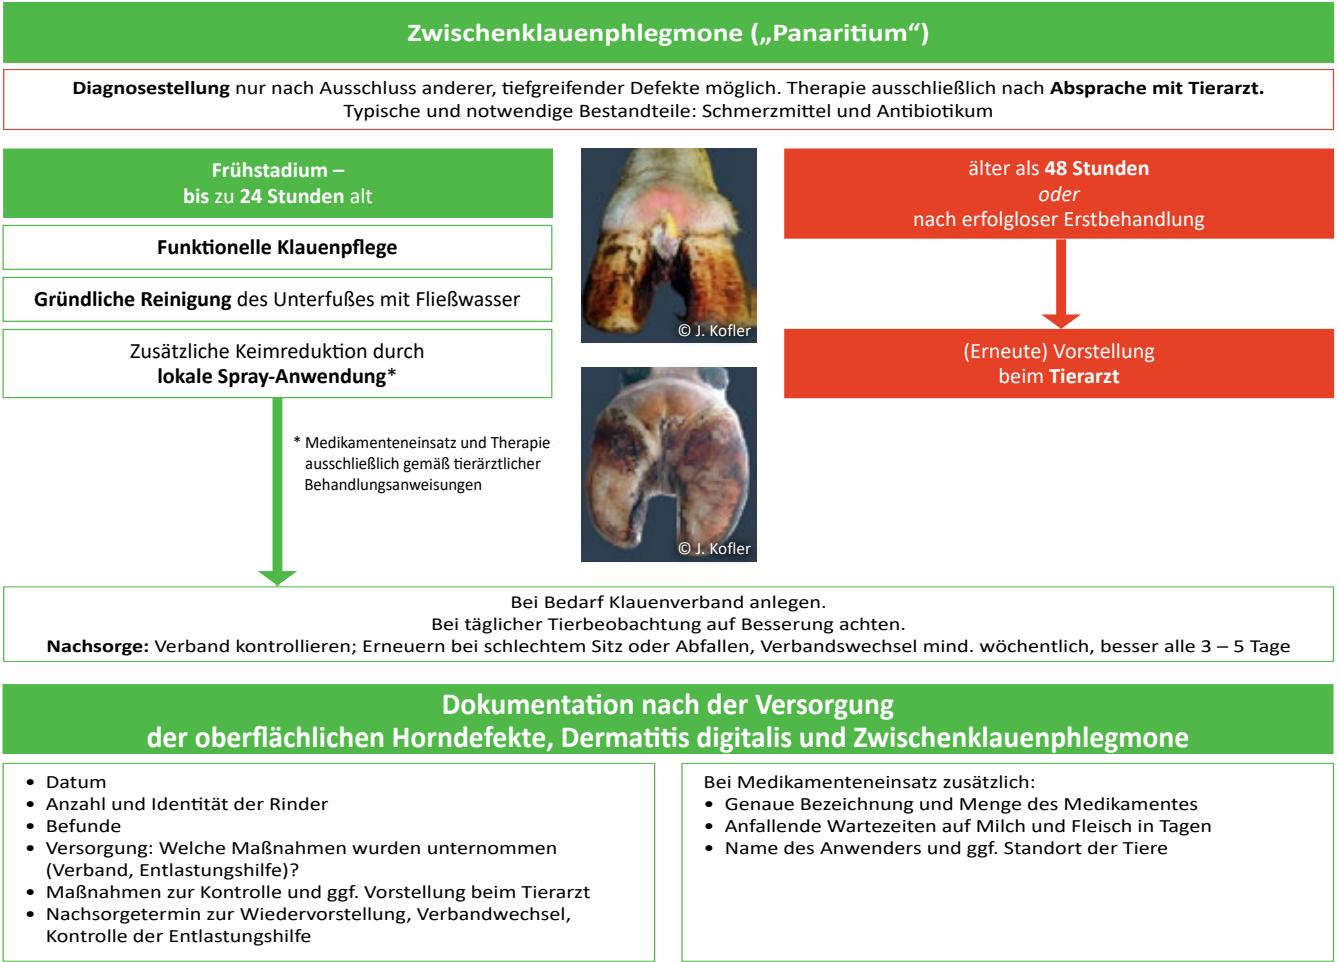 Zwischenklauenphlegmone („Panaritium“)
Diagnosestellung nur nach Ausschluss anderer, tiefgreifender Defekte möglich. Therapie ausschließlich nach Absprache mit Tierarzt.
Typische und notwendige Bestandteile: Schmerzmittel und Antibiotikum
Frühstadium –
bis zu 24 Stunden alt
Funktionelle Klauenpflege
Gründliche Reinigung des Unterfußes mit Fließwasser
Zusätzliche Keimreduktion durch
lokale Spray-Anwendung*
* Medikamenteneinsatz und Therapie
ausschließlich gemäß tierärztlicher
Behandlungsanweisungen
© J. Kofler
© J. Kofler
älter als 48 Stunden
oder
nach erfolgloser Erstbehandlung
(Erneute) Vorstellung
beim Tierarzt
Bei Bedarf Klauenverband anlegen.
Bei täglicher Tierbeobachtung auf Besserung achten.
Nachsorge: Verband kontrollieren; Erneuern bei schlechtem Sitz oder Abfallen, Verbandswechsel mind. wöchentlich, besser alle 3 – 5 Tage
Dokumentation nach der Versorgung
der oberflächlichen Horndefekte, Dermatitis digitalis und Zwischenklauenphlegmone
• Datum
• Anzahl und Identität der Rinder
• Befunde
• Versorgung: Welche Maßnahmen wurden unternommen
(Verband, Entlastungshilfe)?
• Maßnahmen zur Kontrolle und ggf. Vorstellung beim Tierarzt
• Nachsorgetermin zur Wiedervorstellung, Verbandwechsel,
Kontrolle der Entlastungshilfe
Bei Medikamenteneinsatz zusätzlich:
• Genaue Bezeichnung und Menge des Medikamentes
• Anfallende Wartezeiten auf Milch und Fleisch in Tagen
• Name des Anwenders und ggf. Standort der Tiere